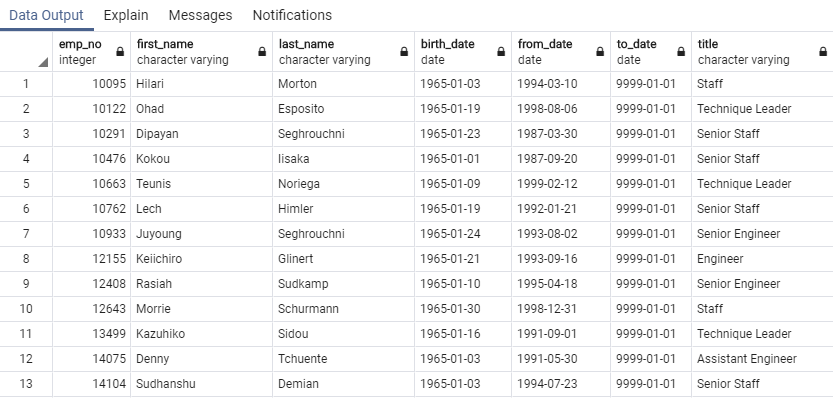 Data Output Explain Messages Notifications
emp_no first_name last_name birth_date from_date to_date title
integer character varying character varying date date date character varying
1 10095 Hilari Morton 1965-01-03 1994-03-10 9999-01-01 Staff
2 10122 Ohad Esposito 1965-01-19 1998-08-06 9999-01-01 Technique Leader
3 10291 Dipayan Seghrouchni 1965-01-23 1987-03-30 9999-01-01 Senior Staff
4 10476 Kokou Iisaka 1965-01-01 1987-09-20 9999-01-01 Senior Staff
5 10663 Teunis Noriega 1965-01-09 1999-02-12 9999-01-01 Technique Leader
6 10762 Lech Himler 1965-01-19 1992-01-21 9999-01-01 Senior Staff
7 10933 Juyoung Seghrouchni 1965-01-24 1993-08-02 9999-01-01 Senior Engineer
8 12155 Keiichiro Glinert 1965-01-21 1993-09-16 9999-01-01 Engineer
9 12408 Rasiah Sudkamp 1965-01-10 1995-04-18 9999-01-01 Senior Engineer
10 12643 Morrie Schurmann 1965-01-30 1998-12-31 9999-01-01 Staff
11 13499 Kazuhiko Sidou 1965-01-16 1991-09-01 9999-01-01 Technique Leader
12 14075 Denny Tchuente 1965-01-03 1991-05-30 9999-01-01 Assistant Engineer
13 14104 Sudhanshu Demian 1965-01-03 1994-07-23 9999-01-01 Senior Staff